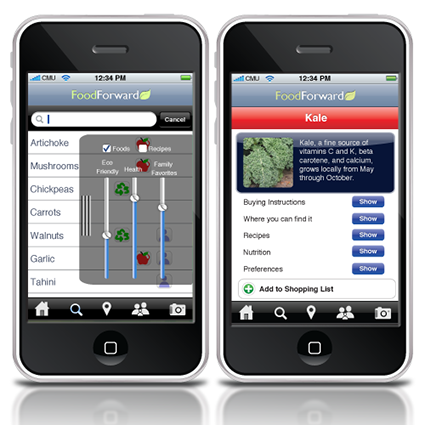 CMU 12:34 PM
FoodForward
Cancel
Artichoke
Mushrooms
Chickpeas
Carrots
Walnuts
Garlic
Tahini
Foods Recipes
Eco Friendly
Health
Family Favorites
CMU 12:34 PM
FoodForward
Kale
Kale, a fine source of
vitamins C and K, beta
carotene, and calcium,
grows locally from May
through October.
Buying Instructions Show
Where you can find it Show
Recipes Show
Nutrition Show
Preferences Show
Add to Shopping List